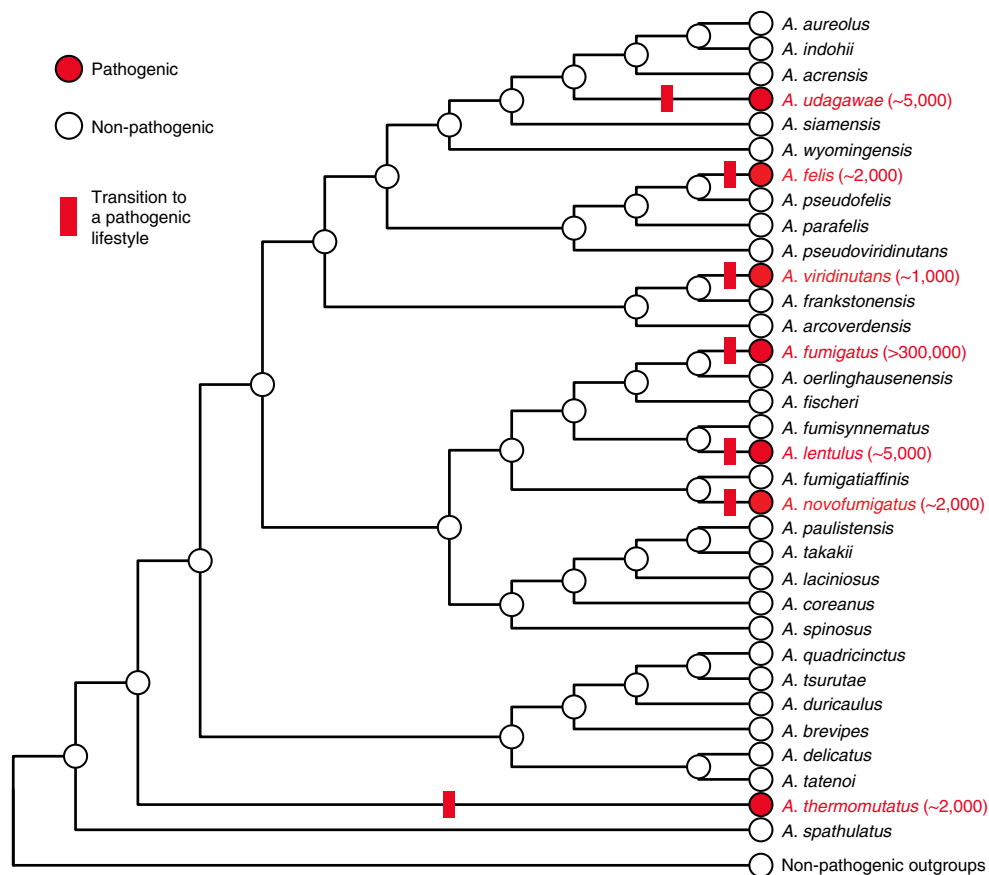 Pathogenic
Non-pathogenic
Transition to
a pathogenic
lifestyle
A. aureolus
A. indohii
A. acrensis
A. udagawae (~5,000)
A. siamensis
A. wyomingensis
A. felis (~2,000)
A. pseudofelis
A. parafelis
A. pseudoviridinutans
A. viridinutans (~1,000)
A. frankstonensis
A. arcoverdensis
A. fumigatus (>300,000)
A. oerlinghausenensis
A. fischeri
A. fumisynnematus
A. lentulus (~5,000)
A. fumigatiaffinis
A. novofumigatus (~2,000)
A. paulistensis
A. takakii
A. laciniosus
A. coreanus
A. spinosus
A. quadricinctus
A. tsurutae
A. duricaulus
A. brevipes
A. delicatus
A. tatenoi
A. thermomutatus (~2,000)
A. spathulatus
Non-pathogenic outgroups